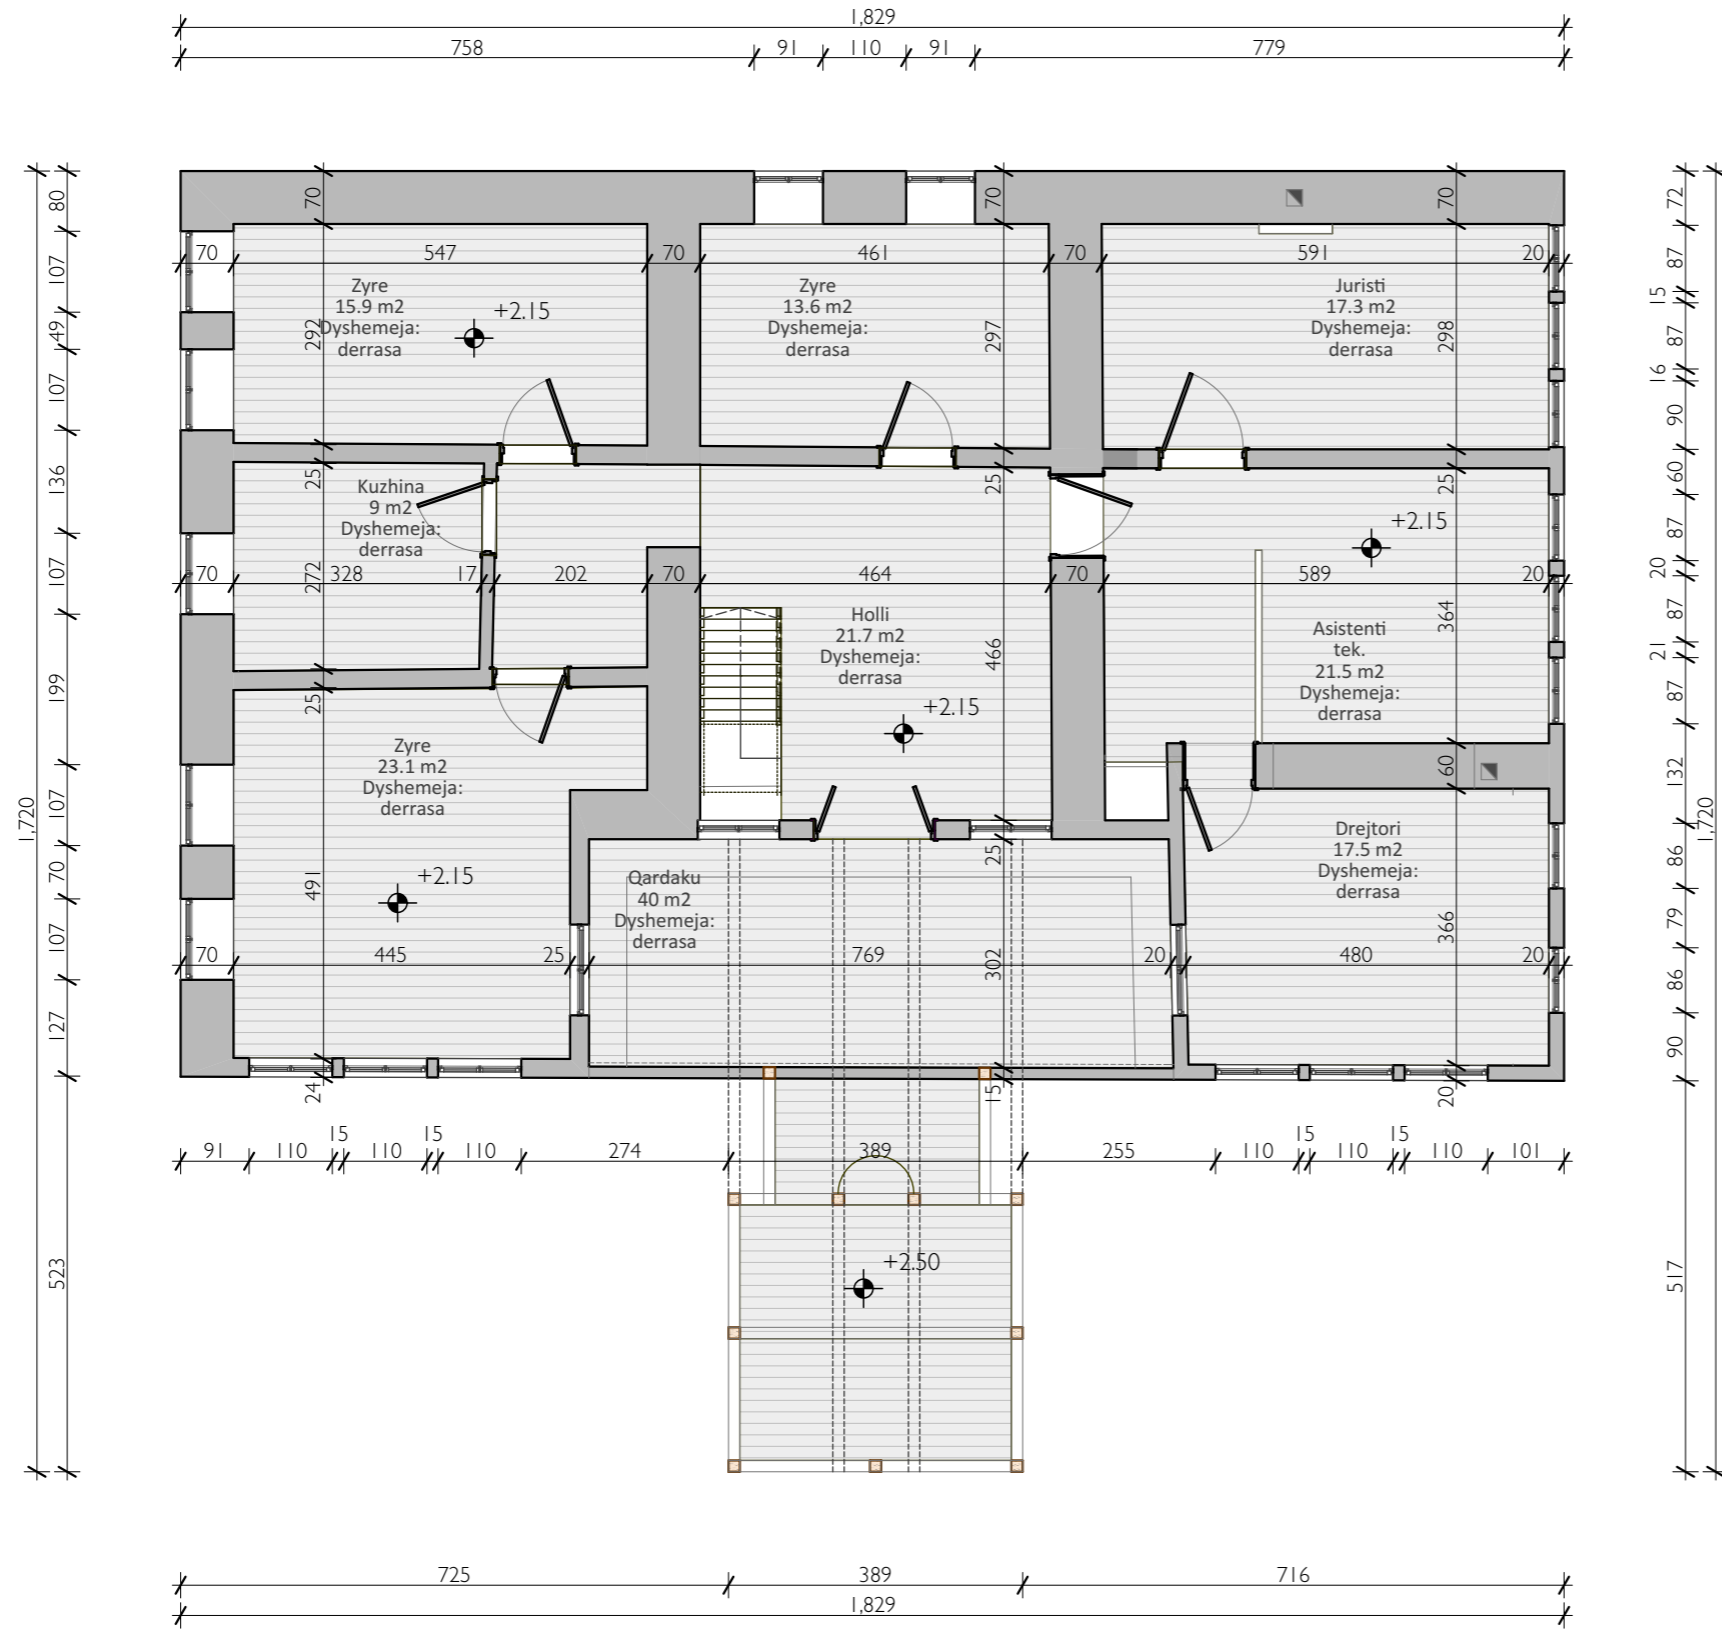 1,829
758 91 110 91 779
80
107
49
107
136
107
199
107
70
107
127
523
1,720
70 70 70
70 547 70 461 70 591 20
Zyre
15.9 m2
Dyshemeja:
derrasa
+2.15
292
Zyre
13.6 m2
Dyshemeja:
derrasa
297
Juristi
17.3 m2
Dyshemeja:
derrasa
298
25 25 25
Kuzhina
9 m2
Dyshemeja:
derrasa
+2.15
272
70 328 17 202 70 464 70 589 20
Holli
21.7 m2
Dyshemeja:
derrasa
466
+2.15
Asistenti
tek.
21.5 m2
Dyshemeja:
derrasa
364
25
60
Zyre
23.1 m2
Dyshemeja:
derrasa
+2.15
491
25
Qardaku
40 m2
Dyshemeja:
derrasa
302
Drejtori
17.5 m2
Dyshemeja:
derrasa
366
70 445 25 769 20 480 20
24 15 20
15 15 15 15
91 110 110 110 274 389 255 110 110 110 101
+2.50
72
87
15
87
16
90
60
87
20
87
21
87
132
86
79
86
90
517
1,720
725 389 716
1,829